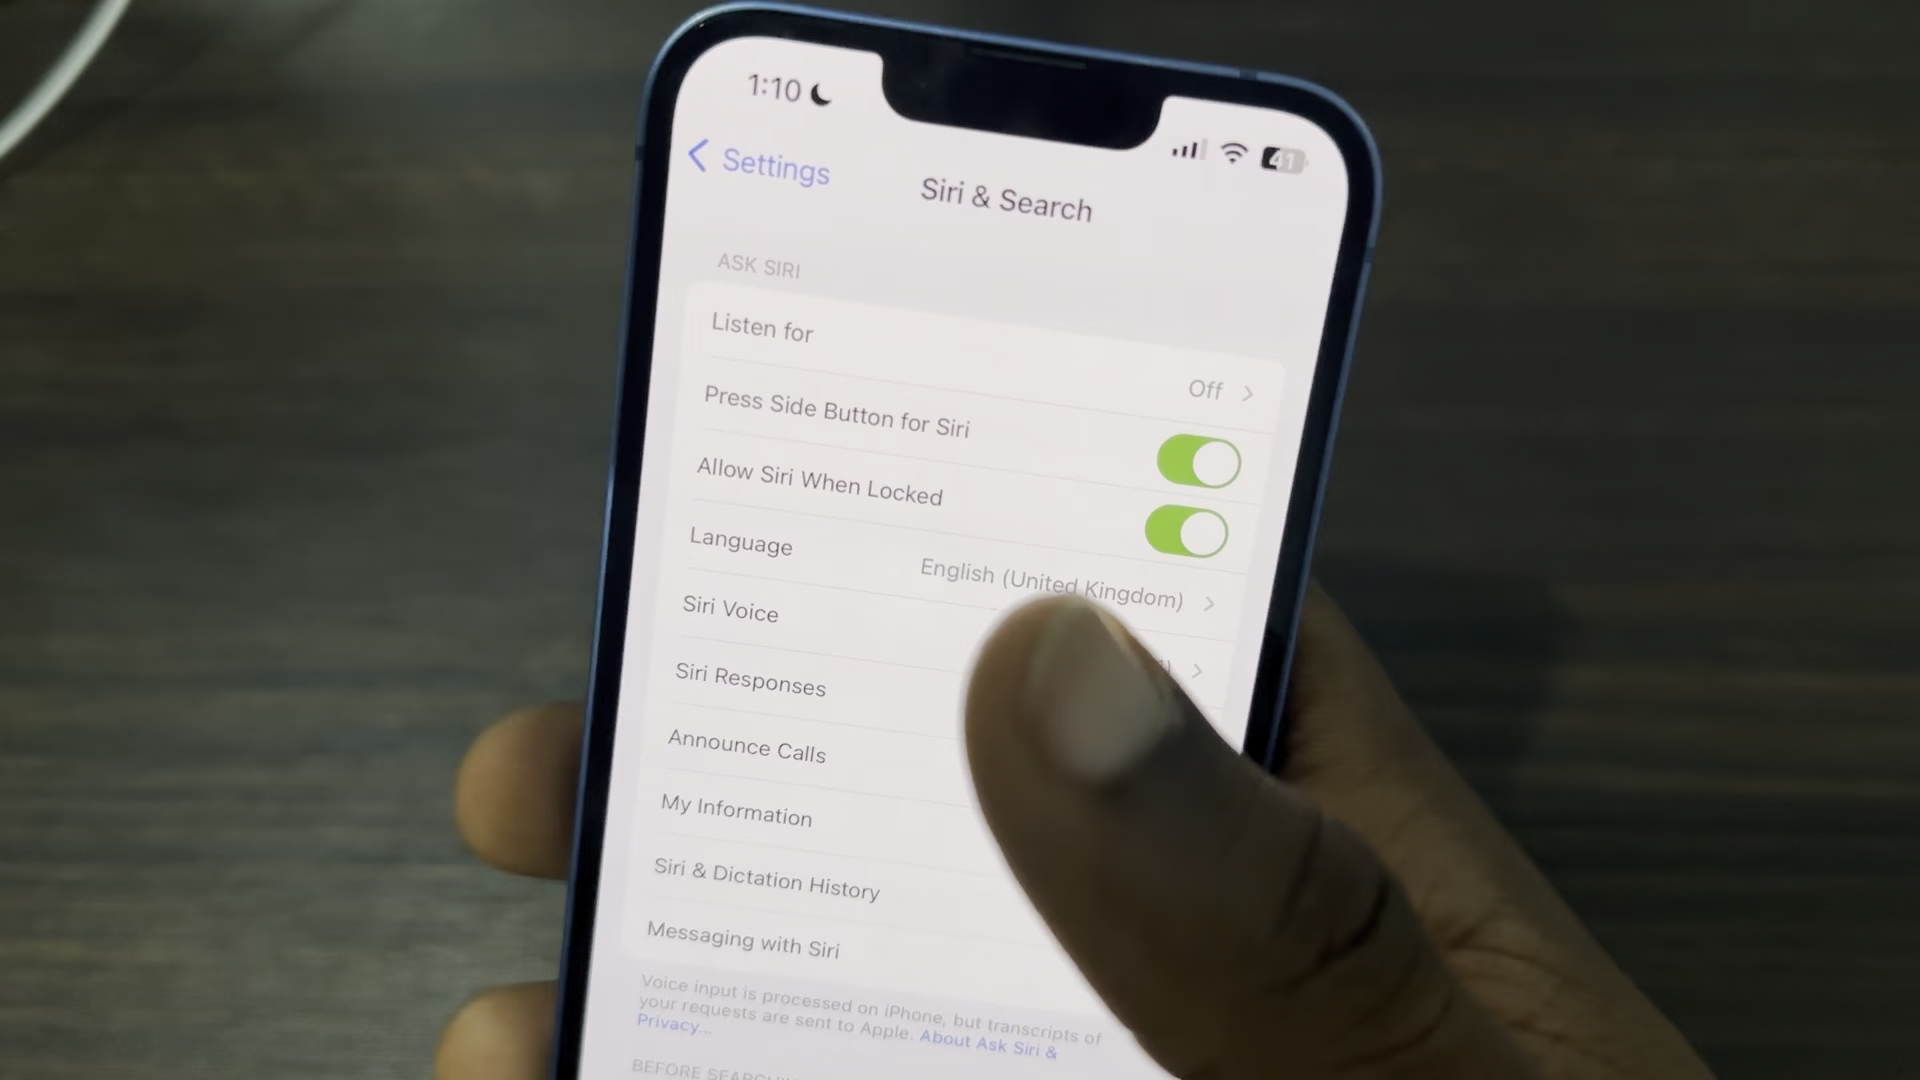 1:10
41
Settings
Siri & Search
ASK SIRI
Listen for
Off
Press Side Button for Siri
Allow Siri When Locked
Language
English (United Kingdom)
Siri Voice
Siri Responses
Announce Calls
My Information
Siri & Dictation History
Messaging with Siri
Voice input is processed on iPhone, but transcripts of
your requests are sent to Apple. About Ask Siri &
Privacy...
BEFORE